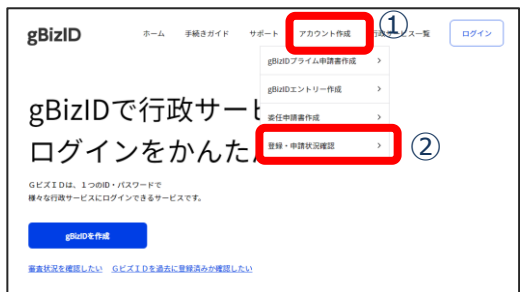 gBizID
ホーム 手続きガイド サポート アカウント作成 ービス一覧 ログイン
①
gBizIDプライム申請書作成 >
gBizIDエントリー作成 >
委任申請書作成 >
登録・申請状況確認 >
②
gBizIDで行政サー
ログインをかんた
GビズIDは、1つのID・パスワードで
様々な行政サービスにログインできるサービスです。
gBizIDを作成
審査状況を確認したい GビズIDを過去に登録済みか確認したい